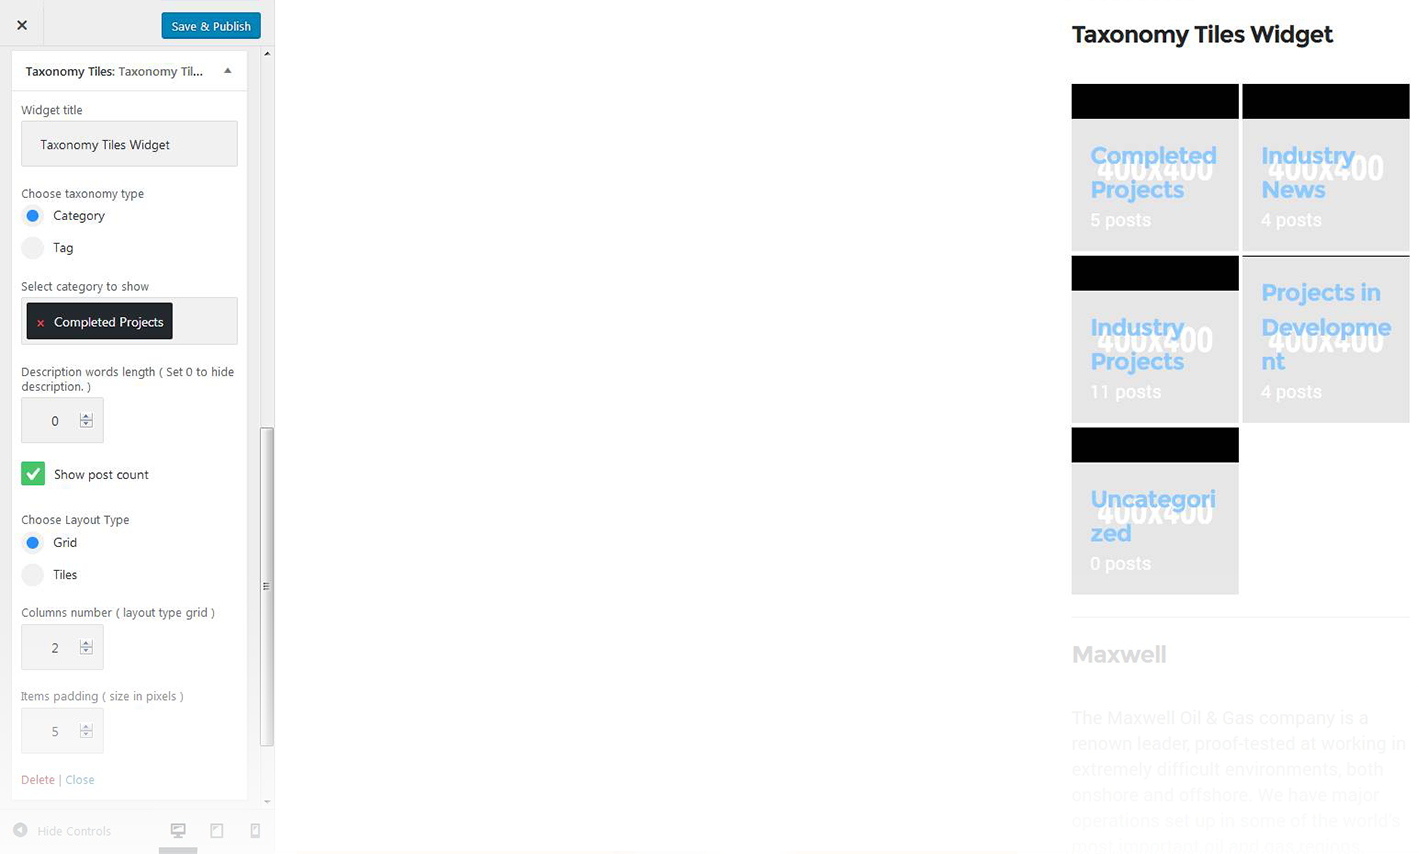 Save & Publish
Taxonomy Tiles: Taxonomy Til...
Widget title
Taxonomy Tiles Widget
Choose taxonomy type
Category
Tag
Select category to show
× Completed Projects
Description words length ( Set 0 to hide
description. )
0
Show post count
Choose Layout Type
Grid
Tiles
Columns number ( layout type grid )
2
Items padding ( size in pixels )
5
Delete | Close
Hide Controls
Taxonomy Tiles Widget
Completed
400X400
Projects
5 posts
Industry
400X400
News
4 posts
Industry
400X400
Projects
11 posts
Projects in
Developme
400X400
nt
4 posts
Uncategori
400X400
zed
0 posts
Maxwell
The Maxwell Oil & Gas company is a
renown leader, proof-tested at working in
extremely difficult environments, both
onshore and offshore. We have major
operations set up in some of the world's
most important oil and gas regions